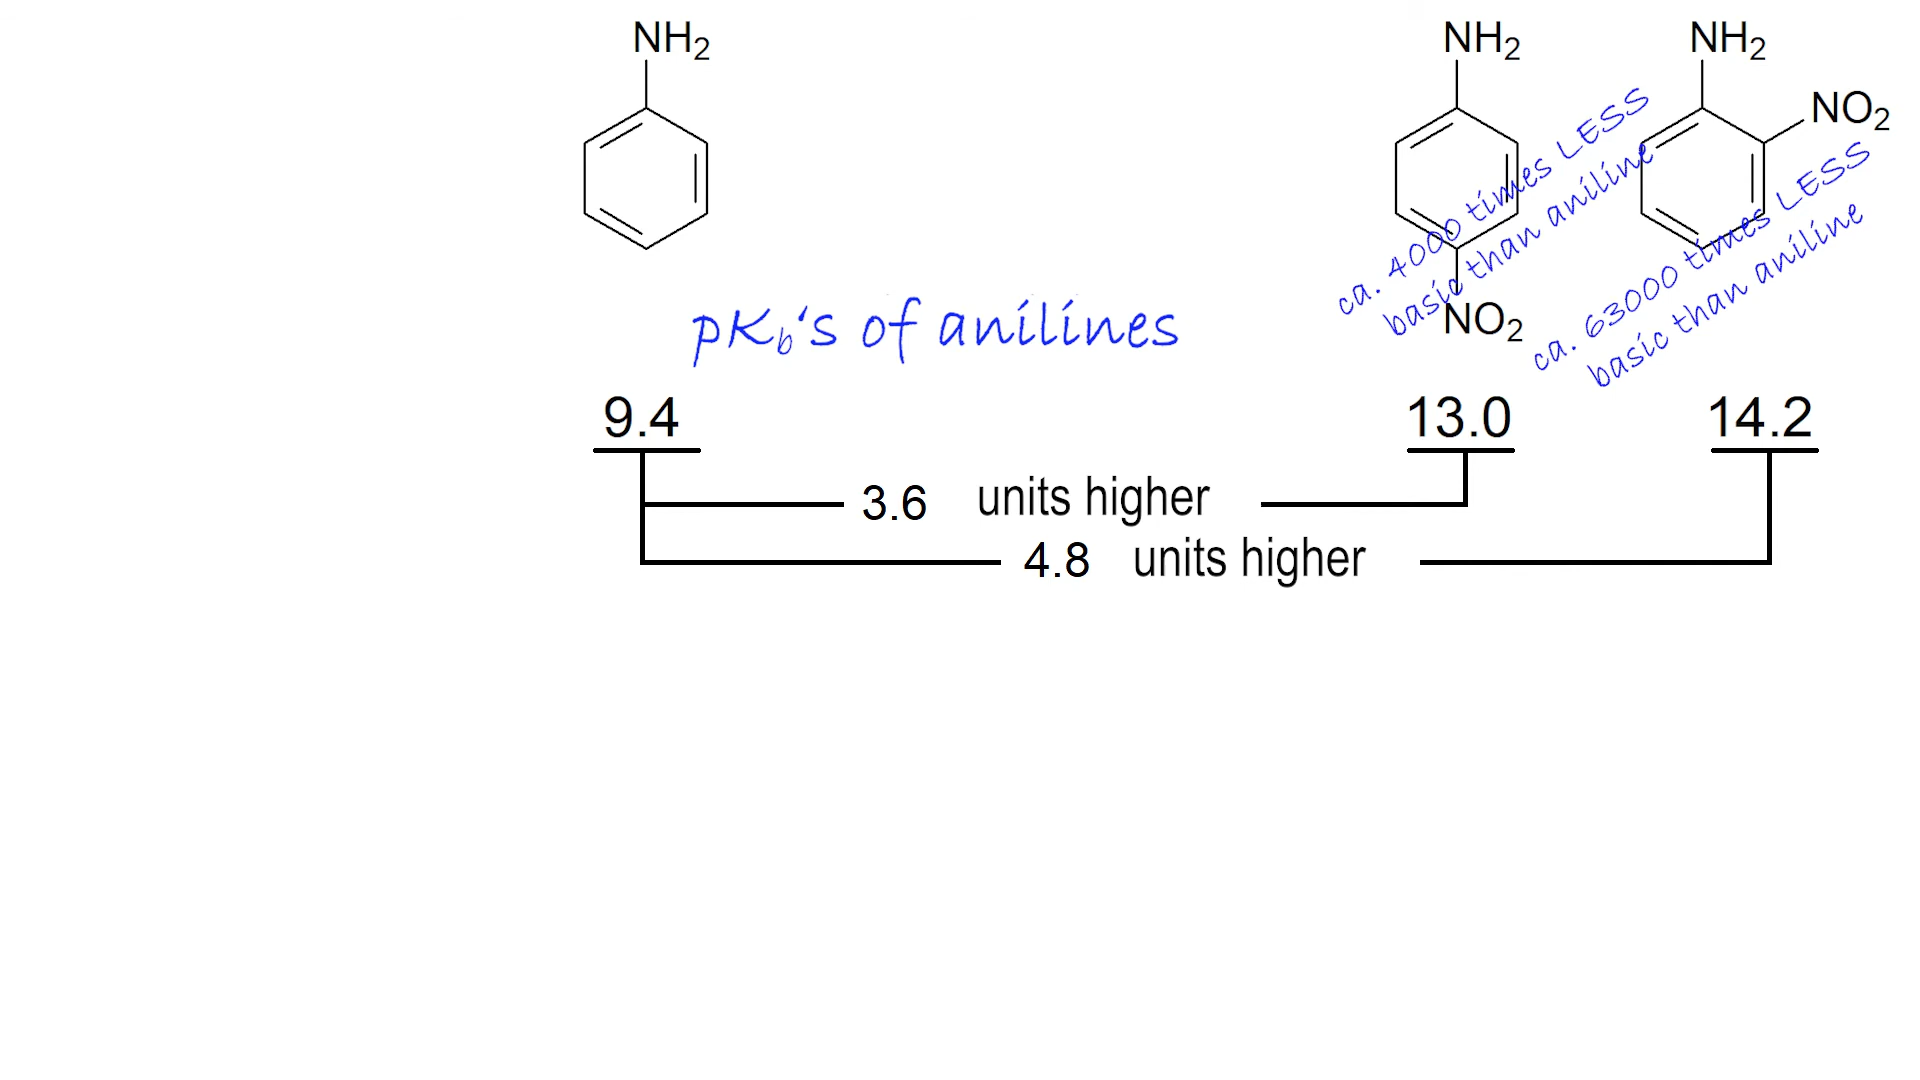 NH2
NH2
NH2
NO2
ca. 4000 times LESS
basic than aniline
NO2
ca. 63000 times LESS
basic than aniline
pKb's of anilines
9.4
13.0
14.2
3.6 units higher
4.8 units higher